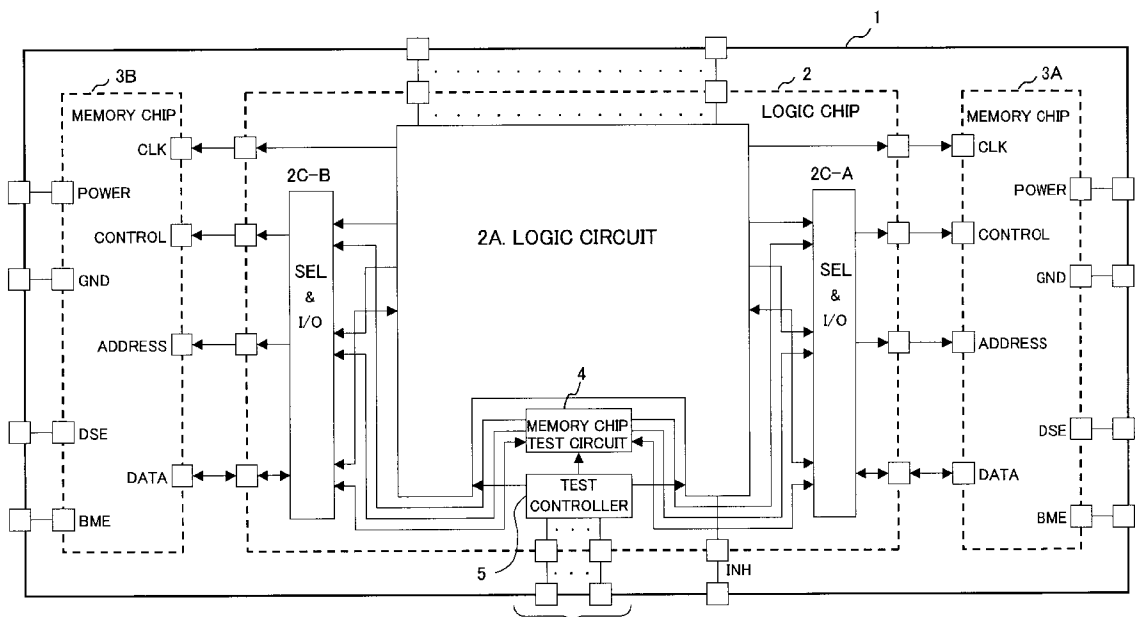 1
3B
2
3A
MEMORY CHIP
LOGIC CHIP
MEMORY CHIP
CLK
CLK
2C-B
2C-A
POWER
POWER
CONTROL
2A. LOGIC CIRCUIT
CONTROL
SEL
&
I/O
SEL
&
I/O
GND
GND
ADDRESS
ADDRESS
4
MEMORY CHIP
TEST CIRCUIT
DSE
DSE
DATA
TEST
CONTROLLER
DATA
BME
BME
5
INH